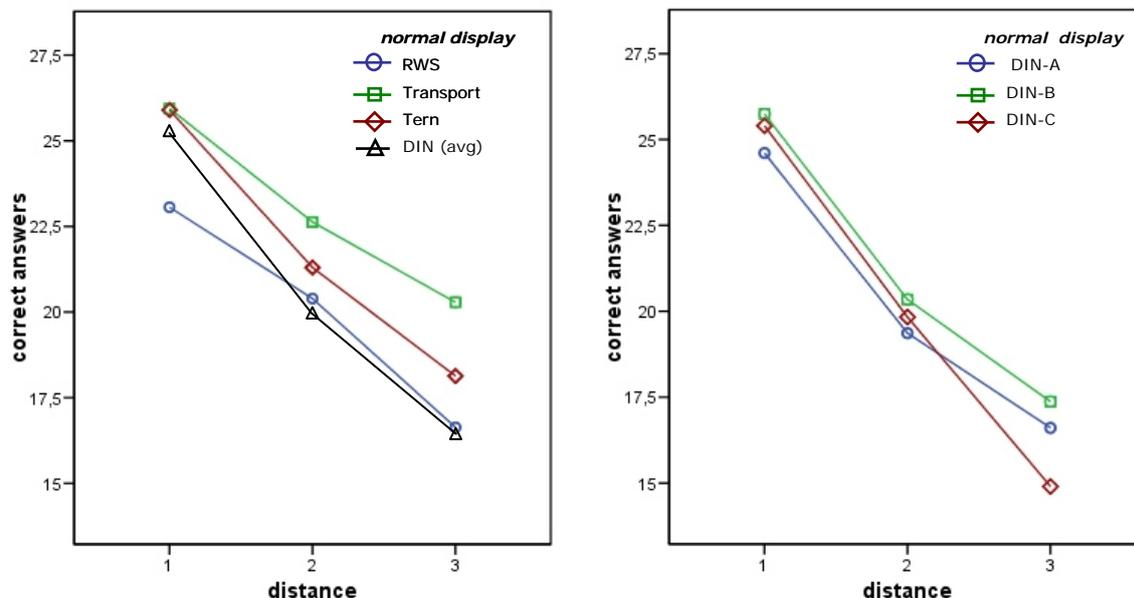 normal display
RWS
Transport
Tern
DIN (avg)
27,5
25
22,5
20
17,5
15
correct answers
1
2
3
distance
normal display
DIN-A
DIN-B
DIN-C
27,5
25
22,5
20
17,5
15
correct answers
1
2
3
distance